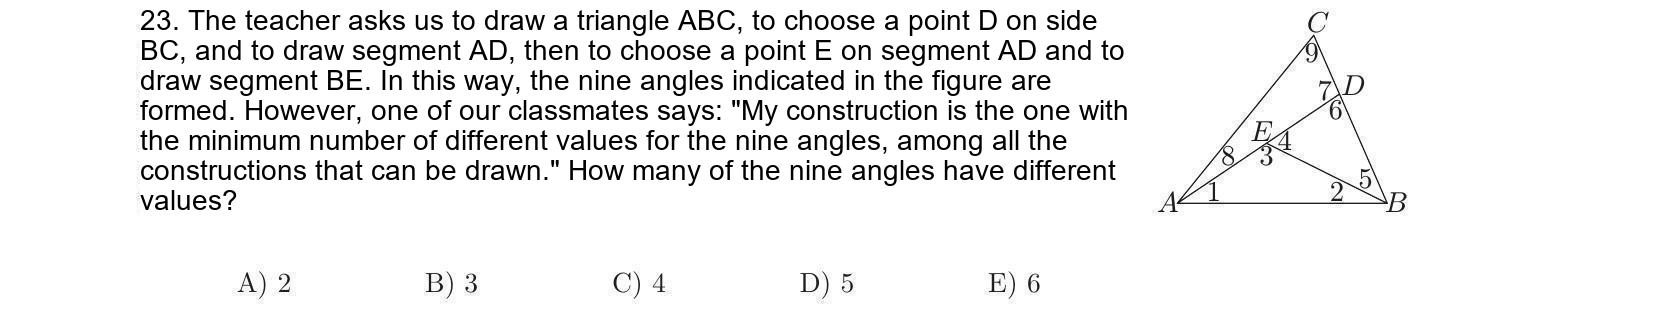 23. The teacher asks us to draw a triangle ABC, to choose a point D on side
BC, and to draw segment AD, then to choose a point E on segment AD and to
draw segment BE. In this way, the nine angles indicated in the figure are
formed. However, one of our classmates says: "My construction is the one with
the minimum number of different values for the nine angles, among all the
constructions that can be drawn." How many of the nine angles have different
values?
C
9
7 D
6
E 4
8 3
5
A 1 2 B
A) 2 B) 3 C) 4 D) 5 E) 6